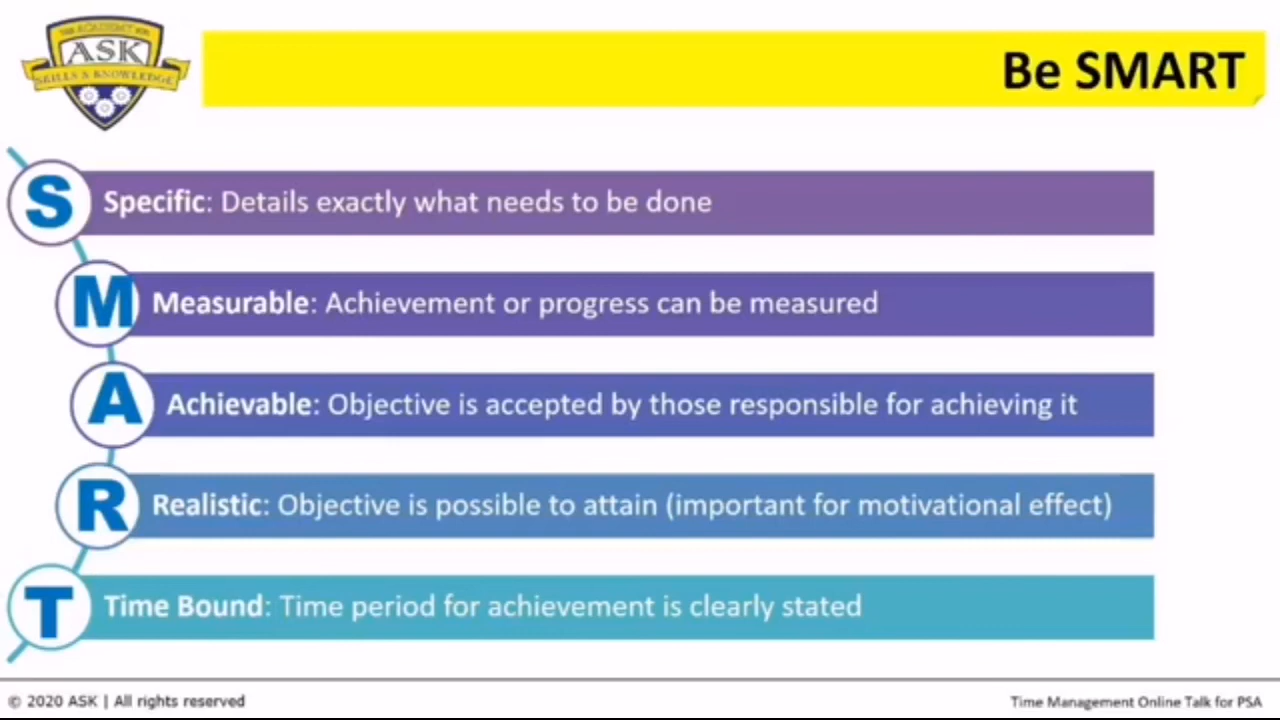 THE ACADEMY FOR
ASK
SKILLS & KNOWLEDGE
Be SMART
S
Specific: Details exactly what needs to be done
M
Measurable: Achievement or progress can be measured
A
Achievable: Objective is accepted by those responsible for achieving it
R
Realistic: Objective is possible to attain (important for motivational effect)
T
Time Bound: Time period for achievement is clearly stated
© 2020 ASK | All rights reserved
Time Management Online Talk for PSA